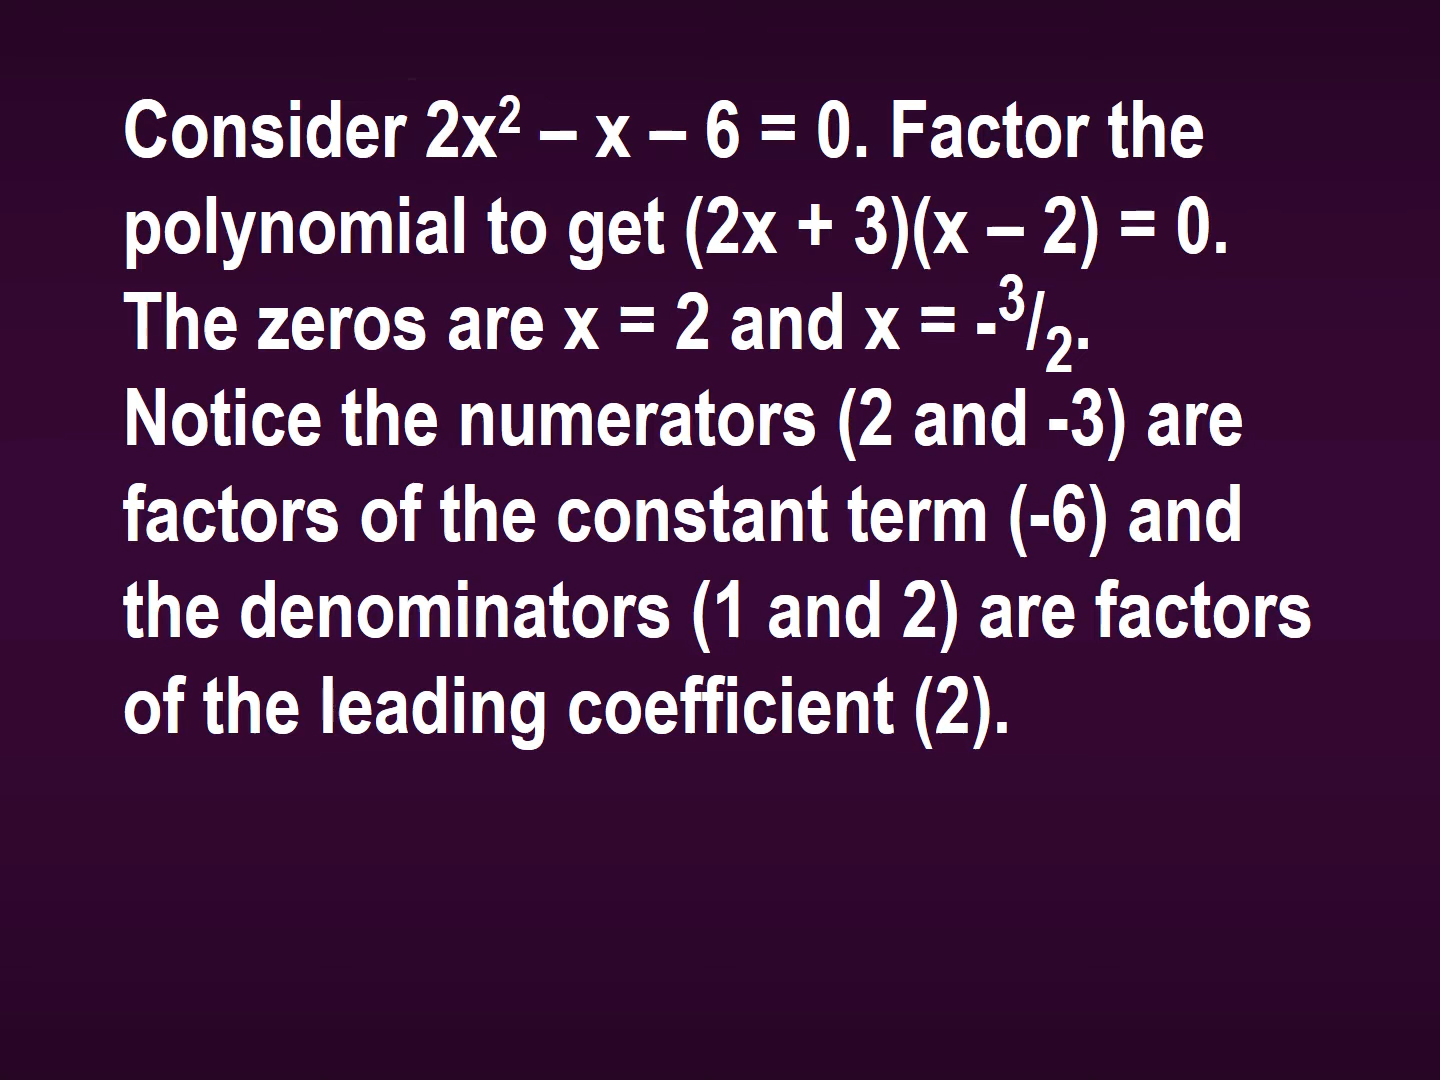 Consider 2x² – x – 6 = 0. Factor the
polynomial to get (2x + 3)(x – 2) = 0.
The zeros are x = 2 and x = -³/₂.
Notice the numerators (2 and -3) are
factors of the constant term (-6) and
the denominators (1 and 2) are factors
of the leading coefficient (2).